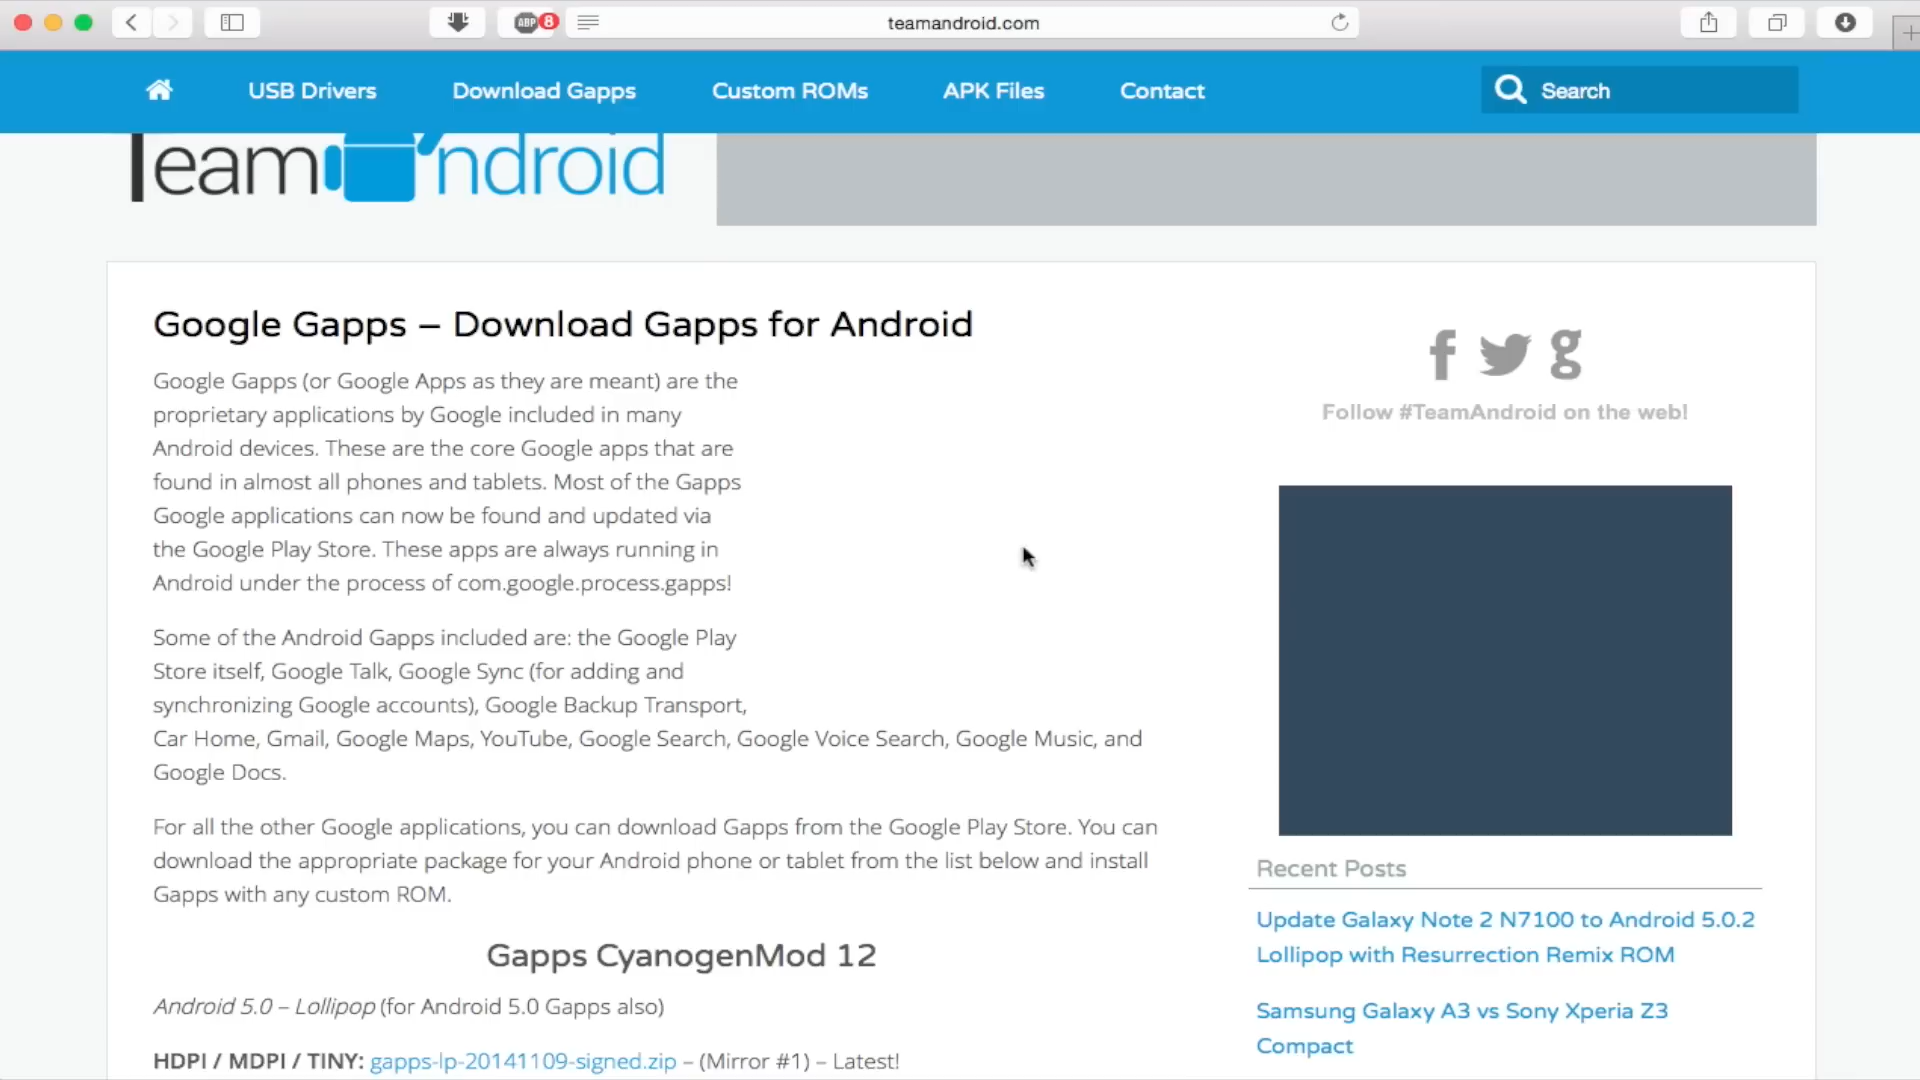 ABP 8
teamandroid.com
USB Drivers
Download Gapps
Custom ROMs
APK Files
Contact
Search
Team Android
Google Gapps – Download Gapps for Android
Google Gapps (or Google Apps as they are meant) are the
proprietary applications by Google included in many
Android devices. These are the core Google apps that are
found in almost all phones and tablets. Most of the Gapps
Google applications can now be found and updated via
the Google Play Store. These apps are always running in
Android under the process of com.google.process.gapps!
Some of the Android Gapps included are: the Google Play
Store itself, Google Talk, Google Sync (for adding and
synchronizing Google accounts), Google Backup Transport,
Car Home, Gmail, Google Maps, YouTube, Google Search, Google Voice Search, Google Music, and
Google Docs.
For all the other Google applications, you can download Gapps from the Google Play Store. You can
download the appropriate package for your Android phone or tablet from the list below and install
Gapps with any custom ROM.
Gapps CyanogenMod 12
Android 5.0 – Lollipop (for Android 5.0 Gapps also)
HDPI / MDPI / TINY: gapps-lp-20141109-signed.zip – (Mirror #1) – Latest!
Follow #TeamAndroid on the web!
Recent Posts
Update Galaxy Note 2 N7100 to Android 5.0.2
Lollipop with Resurrection Remix ROM
Samsung Galaxy A3 vs Sony Xperia Z3
Compact